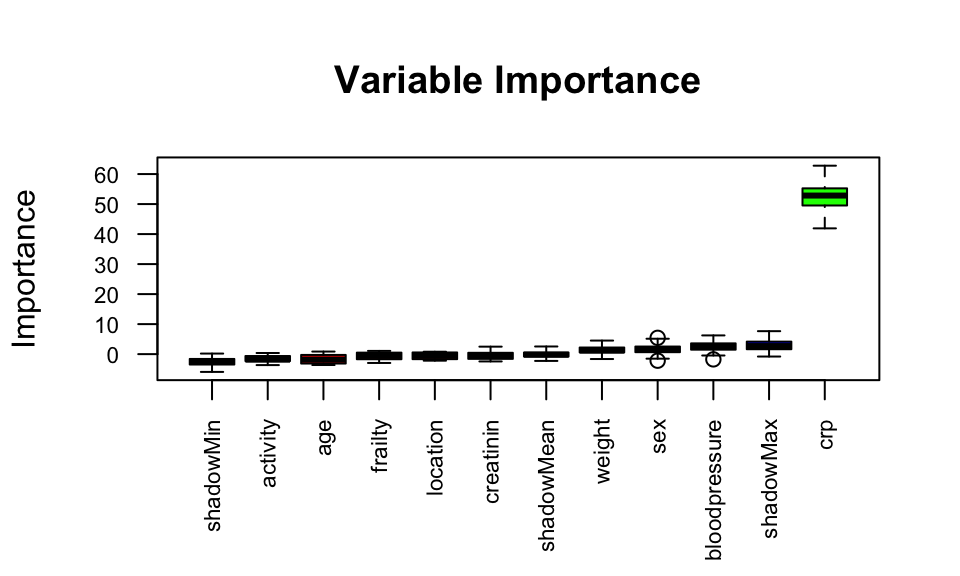 Variable Importance
Importance
60
50
40
30
20
10
0
shadowMin
activity
age
frailty
location
creatinin
shadowMean
weight
sex
bloodpressure
shadowMax
crp